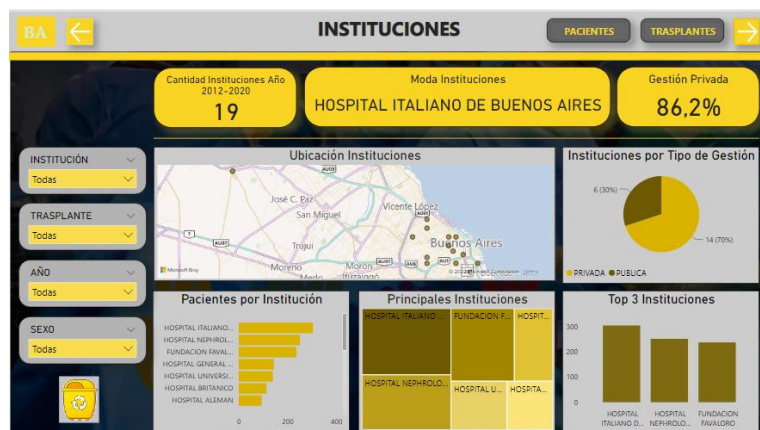 BA
INSTITUCIONES
PACIENTES
TRASPLANTES
Cantidad Instituciones Año
2012-2020
19
Moda Instituciones
HOSPITAL ITALIANO DE BUENOS AIRES
Gestión Privada
86,2%
INSTITUCIÓN
Todas
TRASPLANTE
Todas
AÑO
Todas
SEXO
Todas
Ubicación Instituciones
José C. Paz
San Miguel
Vicente López
Trujui
Buenos Aires
Moreno
Morón
Merlo
Ituzaingó
Microsoft Bing
Instituciones por Tipo de Gestión
6 (30%)
14 (70%)
PRIVADA
PUBLICA
Pacientes por Institución
HOSPITAL ITALIANO...
HOSPITAL NEFROL...
FUNDACION FAVAL...
HOSPITAL GENERAL ...
HOSPITAL UNIVERSI...
HOSPITAL BRITANICO
HOSPITAL ALEMAN
0 200 400
Principales Instituciones
HOSPITAL ITALIANO ...
FUNDACION F...
HOSPIT...
HOSPITAL NEFROLO...
HOSPITAL U...
HOSPITA...
Top 3 Instituciones
300
200
100
0
HOSPITAL
ITALIANO D...
HOSPITAL
NEFROLO...
FUNDACION
FAVALORO